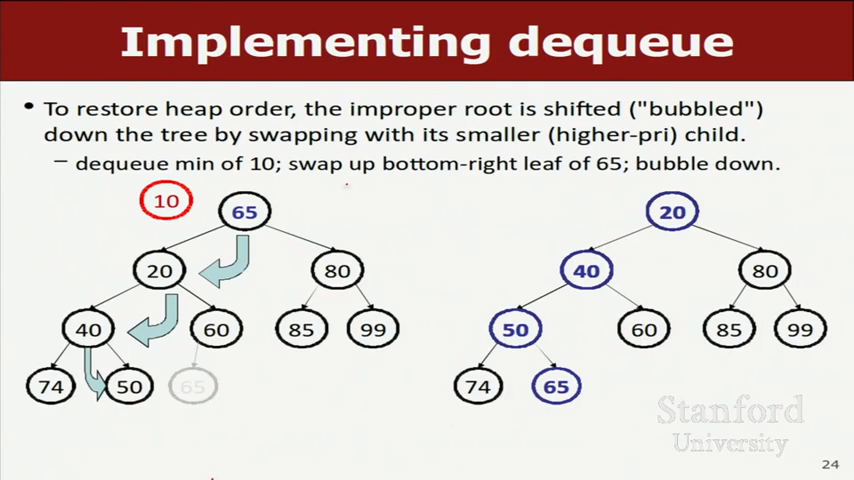 Implementing dequeue
• To restore heap order, the improper root is shifted ("bubbled")
down the tree by swapping with its smaller (higher-pri) child.
– dequeue min of 10; swap up bottom-right leaf of 65; bubble down.
10 65 20
20 80 40 80
40 60 85 99 50 60 85 99
74 50 65 74 65
Stanford
University
24